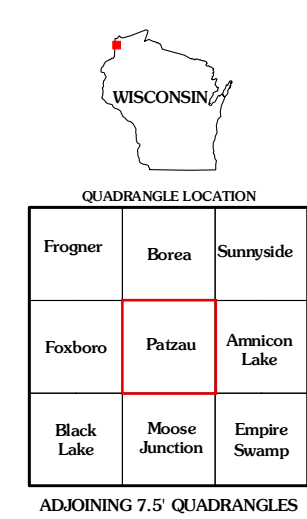 WISCONSIN
QUADRANGLE LOCATION
Frogner
Borea
Sunnyside
Foxboro
Patzau
Amnicon
Lake
Black
Lake
Moose
Junction
Empire
Swamp
ADJOINING 7.5' QUADRANGLES